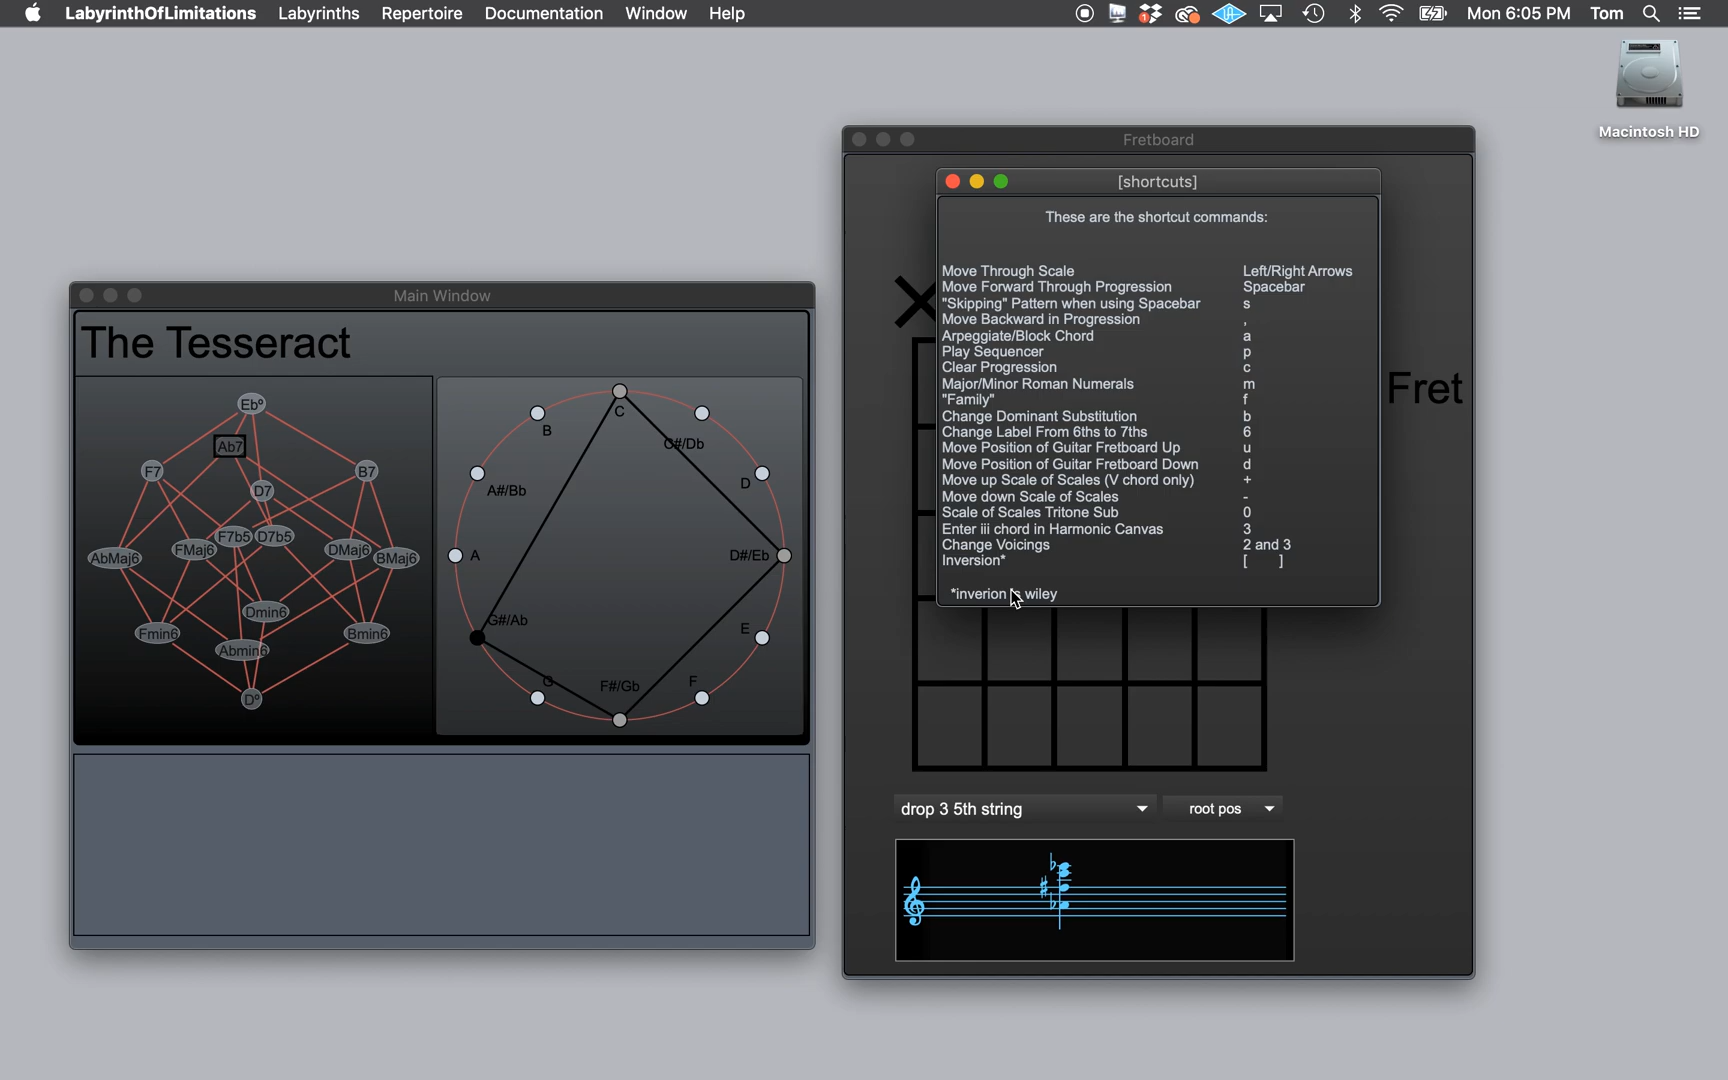 LabyrinthOfLimitations Labyrinths Repertoire Documentation Window Help
1 Mon 6:05 PM Tom
Macintosh HD
Fretboard
Fret
[shortcuts]
These are the shortcut commands:
Move Through Scale Left/Right Arrows
Move Forward Through Progression Spacebar
"Skipping" Pattern when using Spacebar s
Move Backward in Progression ,
Arpeggiate/Block Chord a
Play Sequencer p
Clear Progression c
Major/Minor Roman Numerals m
"Family" f
Change Dominant Substitution b
Change Label From 6ths to 7ths 6
Move Position of Guitar Fretboard Up u
Move Position of Guitar Fretboard Down d
Move up Scale of Scales (V chord only) +
Move down Scale of Scales -
Scale of Scales Tritone Sub 0
Enter iii chord in Harmonic Canvas 3
Change Voicings 2 and 3
Inversion* [ ]
*inverion wiley
drop 3 5th string root pos
Main Window
The Tesseract
Ebº
Ab7
F7 B7
D7
F7b5 D7b5
AbMaj6 FMaj6 DMaj6 BMaj6
Dmin6
Fmin6 Bmin6
Abmin6
Dº
C
B C#/Db
A#/Bb D
A D#/Eb
G#/Ab E
G F#/Gb F